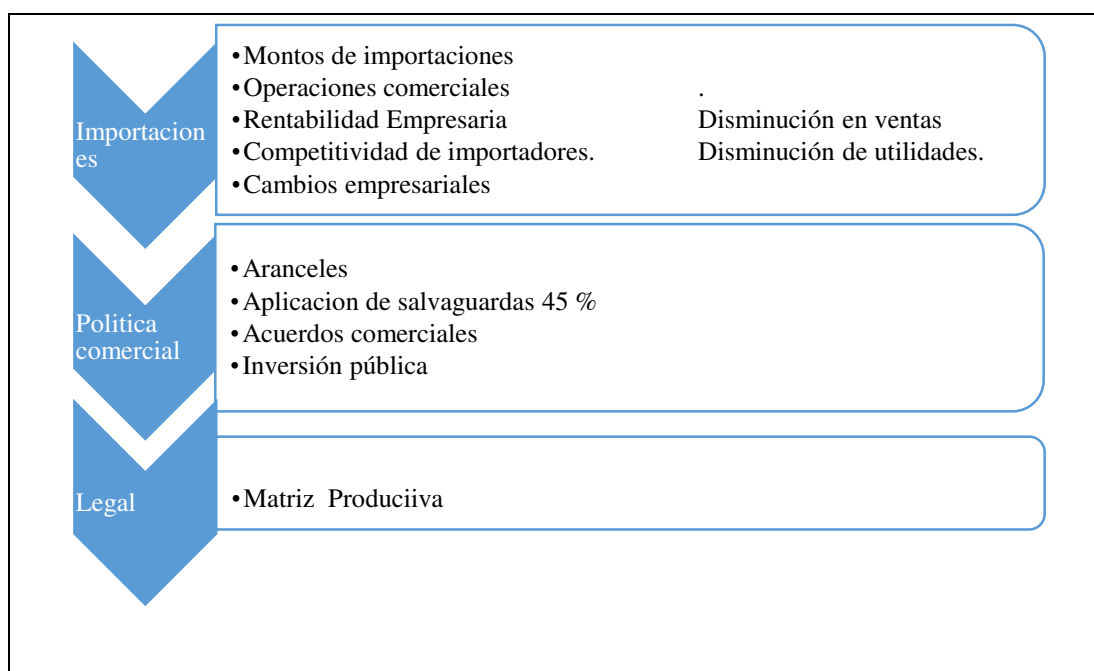 Importacion
es
•Montos de importaciones
•Operaciones comerciales .
•Rentabilidad Empresaria Disminución en ventas
•Competitividad de importadores. Disminución de utilidades.
•Cambios empresariales
Politica
comercial
•Aranceles
•Aplicacion de salvaguardas 45 %
•Acuerdos comerciales
•Inversión pública
Legal
•Matriz Produciiva